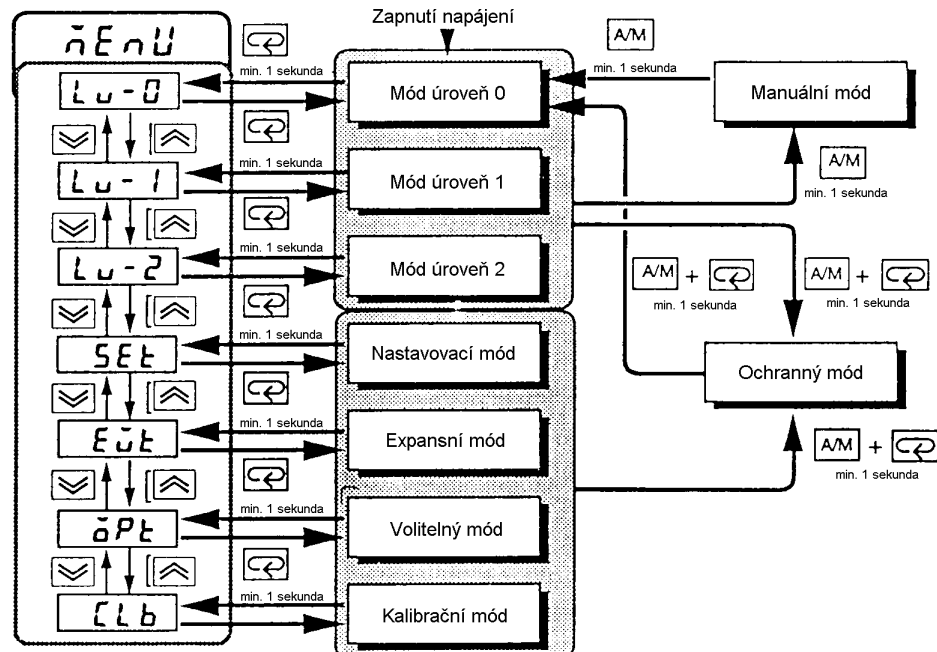 Zapnutí napájení
mEnU
min. 1 sekunda
Lu-0
Mód úroveň 0
A/M
min. 1 sekunda
Manuální mód
min. 1 sekunda
Lu-1
Mód úroveň 1
A/M
min. 1 sekunda
min. 1 sekunda
Lu-2
Mód úroveň 2
A/M +
min. 1 sekunda
A/M +
min. 1 sekunda
min. 1 sekunda
SEt
Nastavovací mód
Ochranný mód
min. 1 sekunda
Eut
Expansní mód
A/M +
min. 1 sekunda
min. 1 sekunda
oPt
Volitelný mód
min. 1 sekunda
CLb
Kalibrační mód